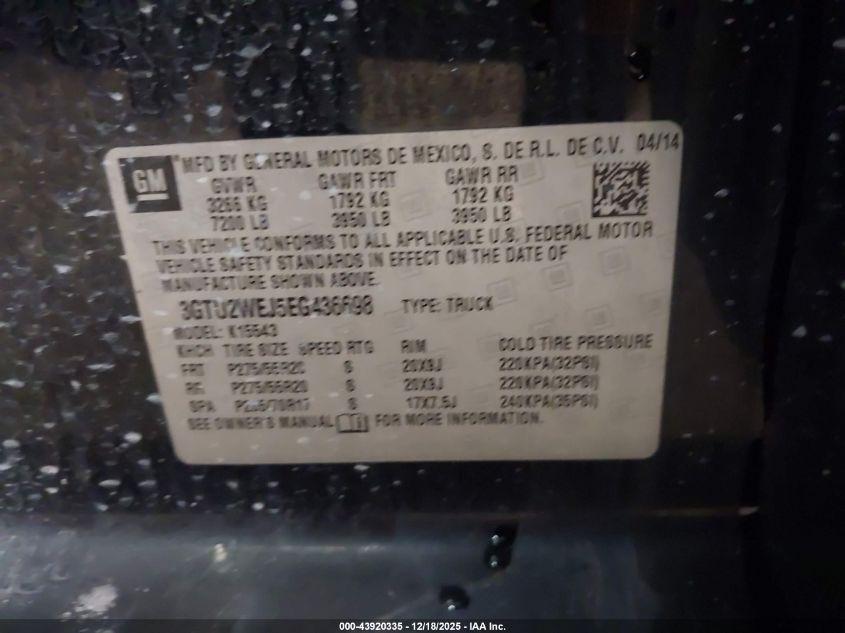 GM
MFD BY GENERAL MOTORS DE MEXICO, S. DE R.L. DE C.V. 04/14
GVWR GAWR FRT GAWR RR
3266 KG 1792 KG 1792 KG
7200 LB 3950 LB 3950 LB
THIS VEHICLE CONFORMS TO ALL APPLICABLE U.S. FEDERAL MOTOR
VEHICLE SAFETY STANDARDS IN EFFECT ON THE DATE OF
MANUFACTURE SHOWN ABOVE.
3GTU2WEJ5EG436698 TYPE: TRUCK
MODEL: K15543
TIRE SIZE SPEED RTG RIM COLD TIRE PRESSURE
FRT P275/55R20 S 20X9J 220KPA(32PSI)
RR P275/55R20 S 20X9J 220KPA(32PSI)
SPA 17X7.5J 240KPA(35PSI)
SEE OWNER'S MANUAL FOR MORE INFORMATION.
000-43920335 - 12/18/2025 - IAA Inc.